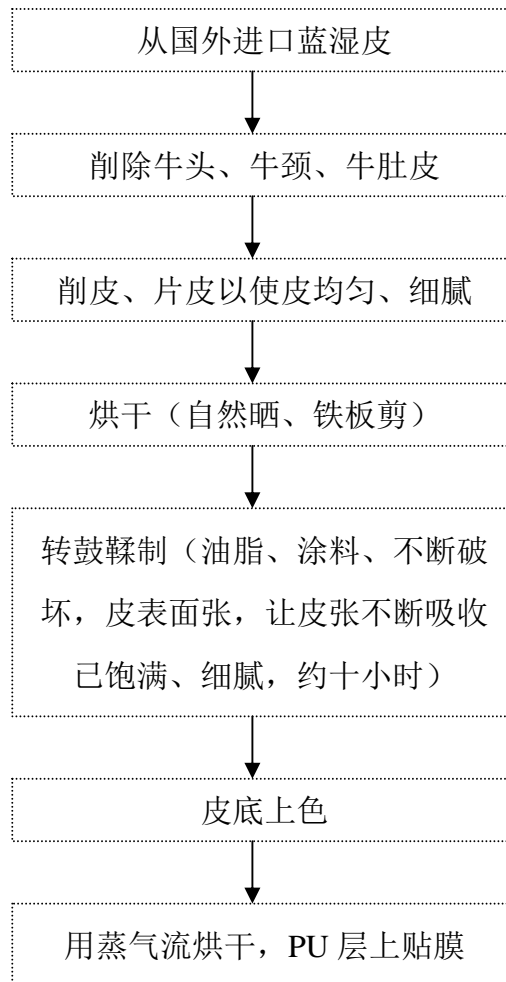 从国外进口蓝湿皮
削除牛头、牛颈、牛肚皮
削皮、片皮以使皮均匀、细腻
烘干（自然晒、铁板剪）
转鼓鞣制（油脂、涂料、不断破
坏，皮表面张，让皮张不断吸收
已饱满、细腻，约十小时）
皮底上色
用蒸气流烘干，PU 层上贴膜